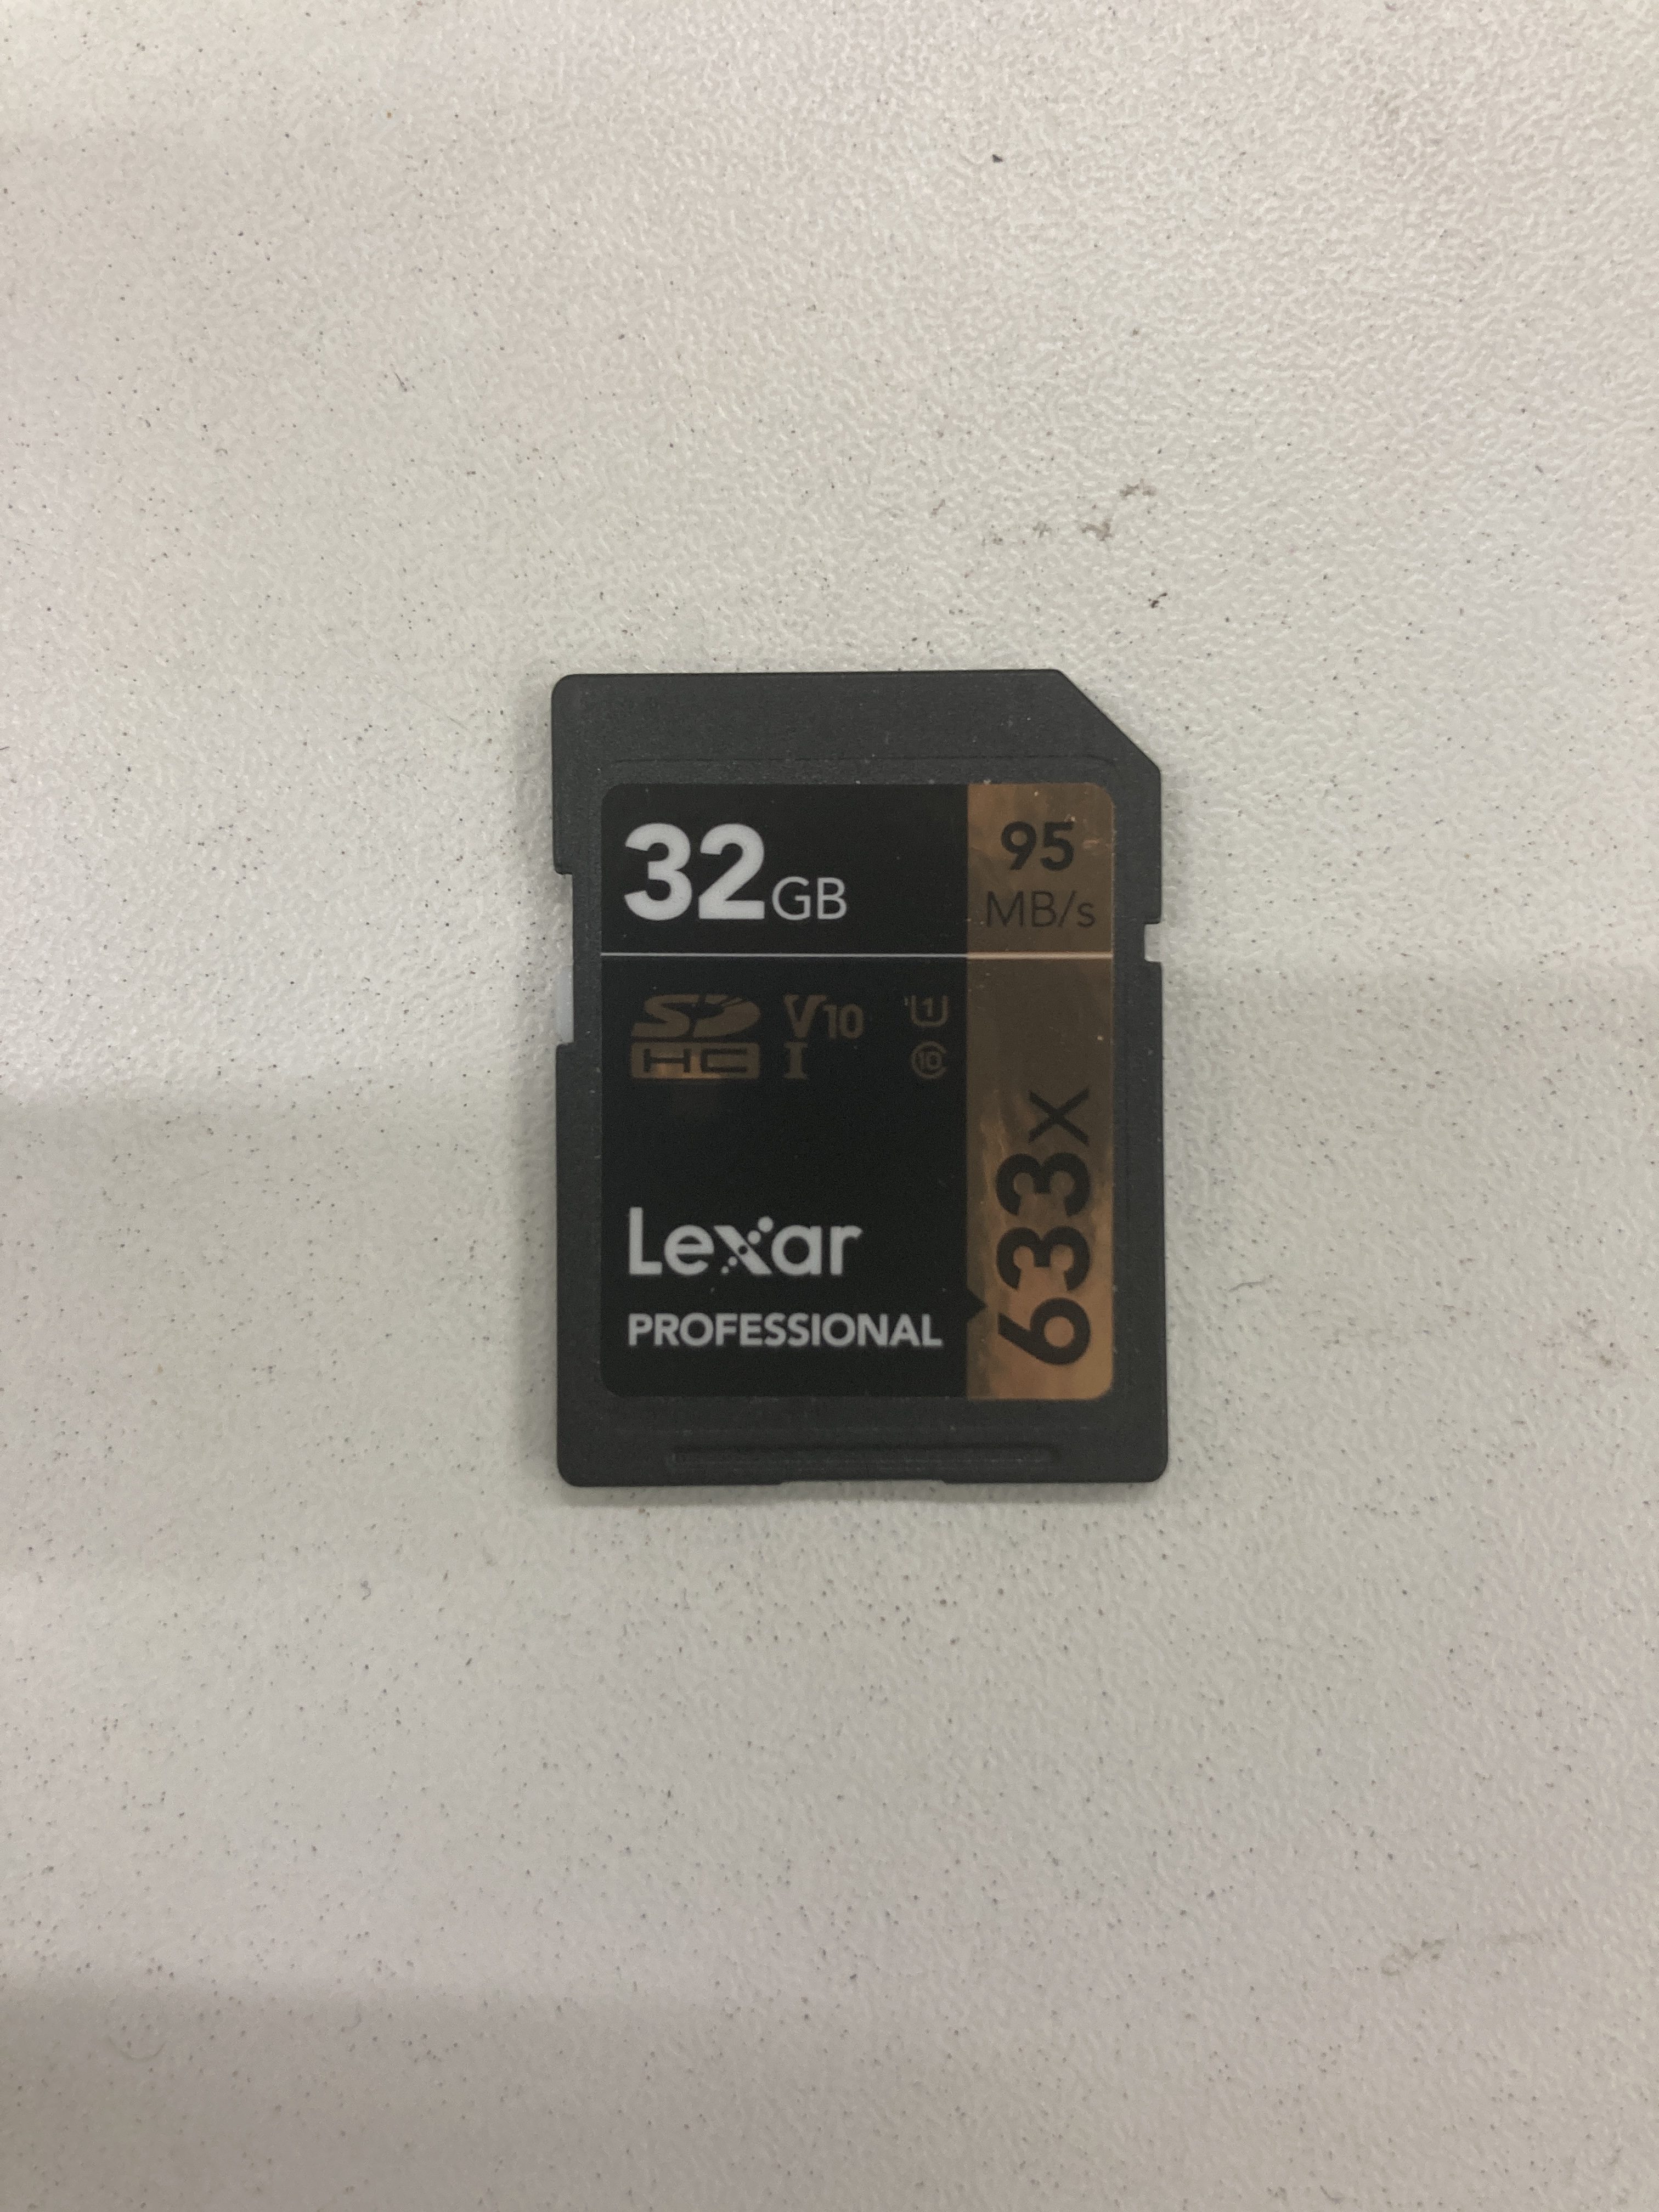 32GB
95
MB/s
SD
HC
V10
I
U1
10
633x
Lexar
PROFESSIONAL